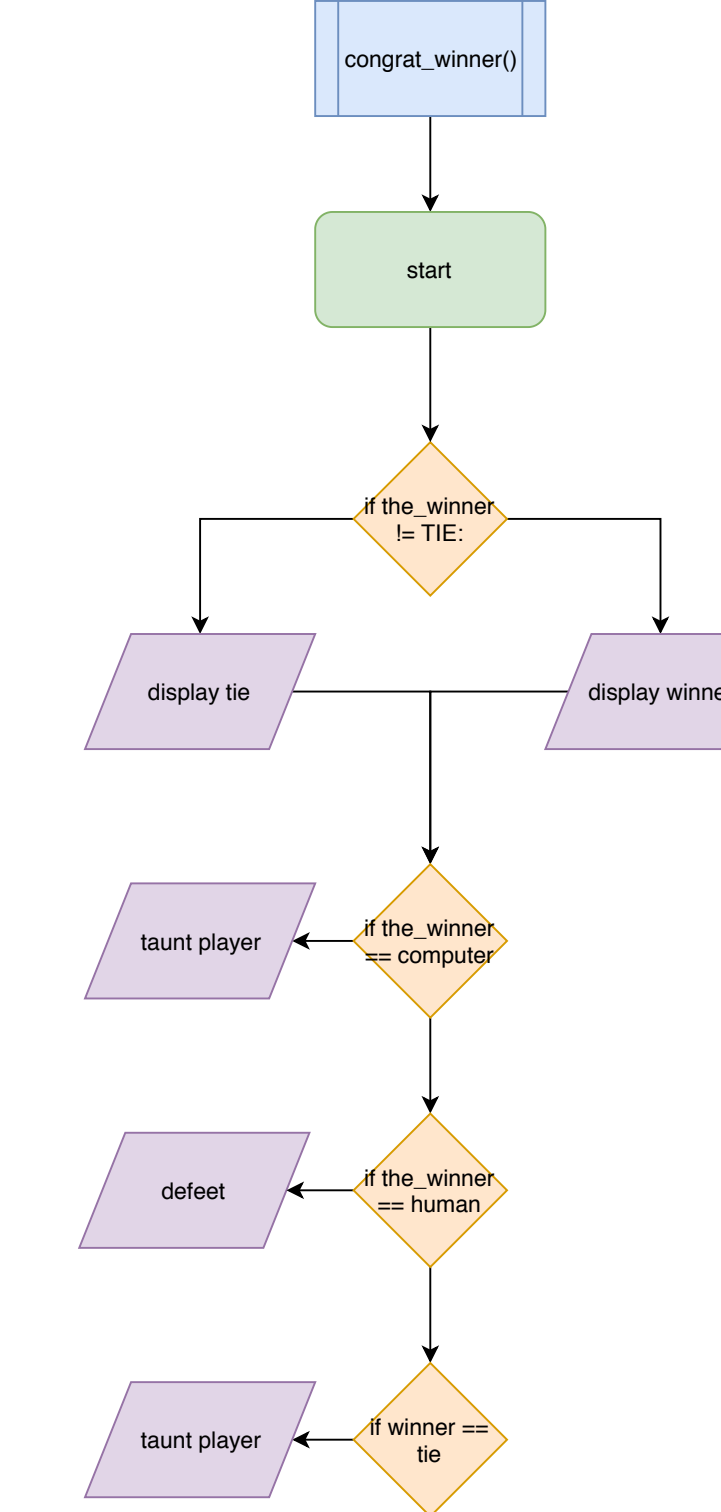 congrat_winner()
start
if the_winner
!= TIE:
display tie
display winne
taunt player
if the_winner
== computer
defeet
if the_winner
== human
taunt player
if winner ==
tie